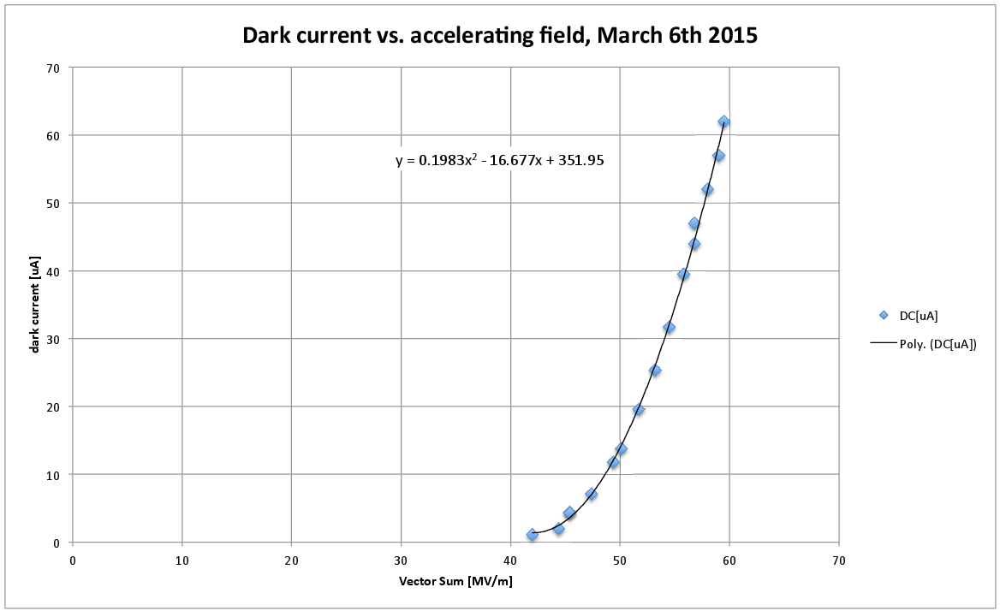 Dark current vs. accelerating field, March 6th 2015
70
60
50
40
30
20
10
0
dark current [uA]
y = 0.1983x² - 16.677x + 351.95
0 10 20 30 40 50 60 70
Vector Sum [MV/m]
DC[uA]
Poly. (DC[uA])